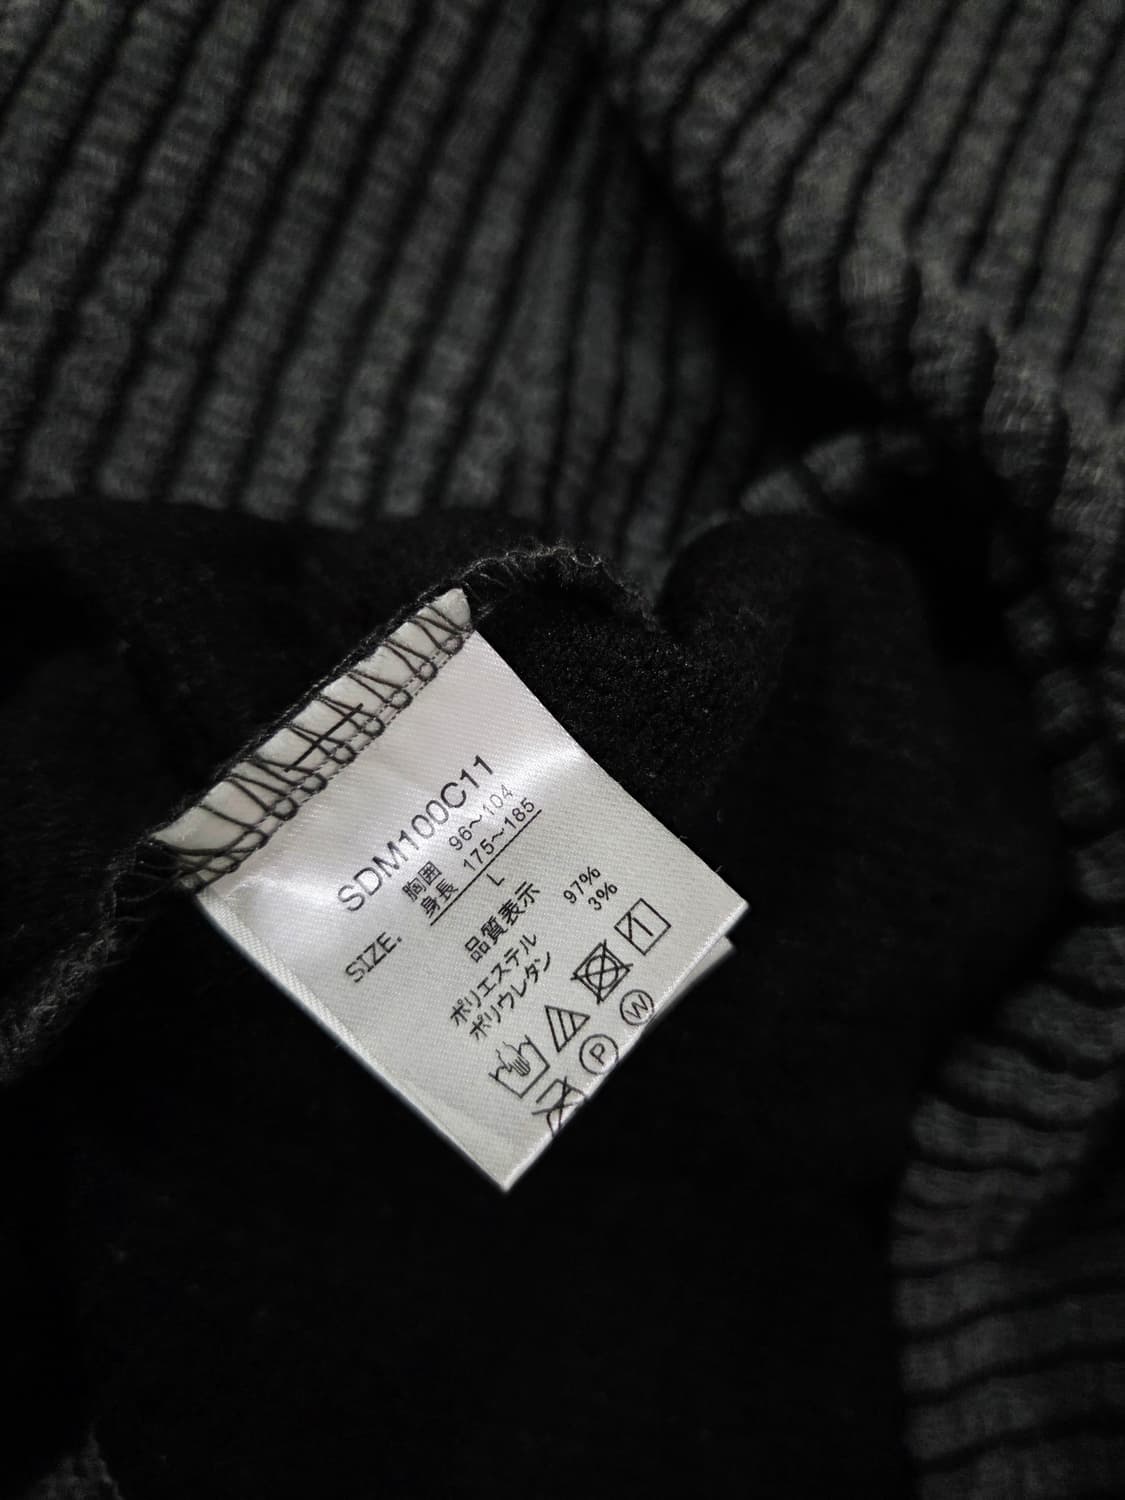 SDM100C11
胸囲 96～104
身長 175～185
SIZE. L
品質表示
ポリエステル 97%
ポリウレタン 3%
P W